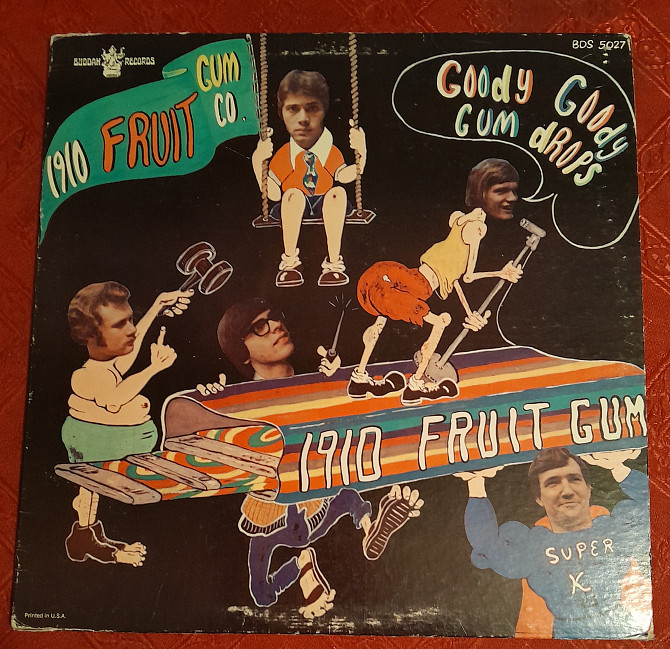 BUDDAH RECORDS
BDS 5027
1910 FRUIT GUM CO.
GOODY GOODY
GUM DROPS
1910 FRUIT GUM
SUPER
K
Printed in U.S.A.